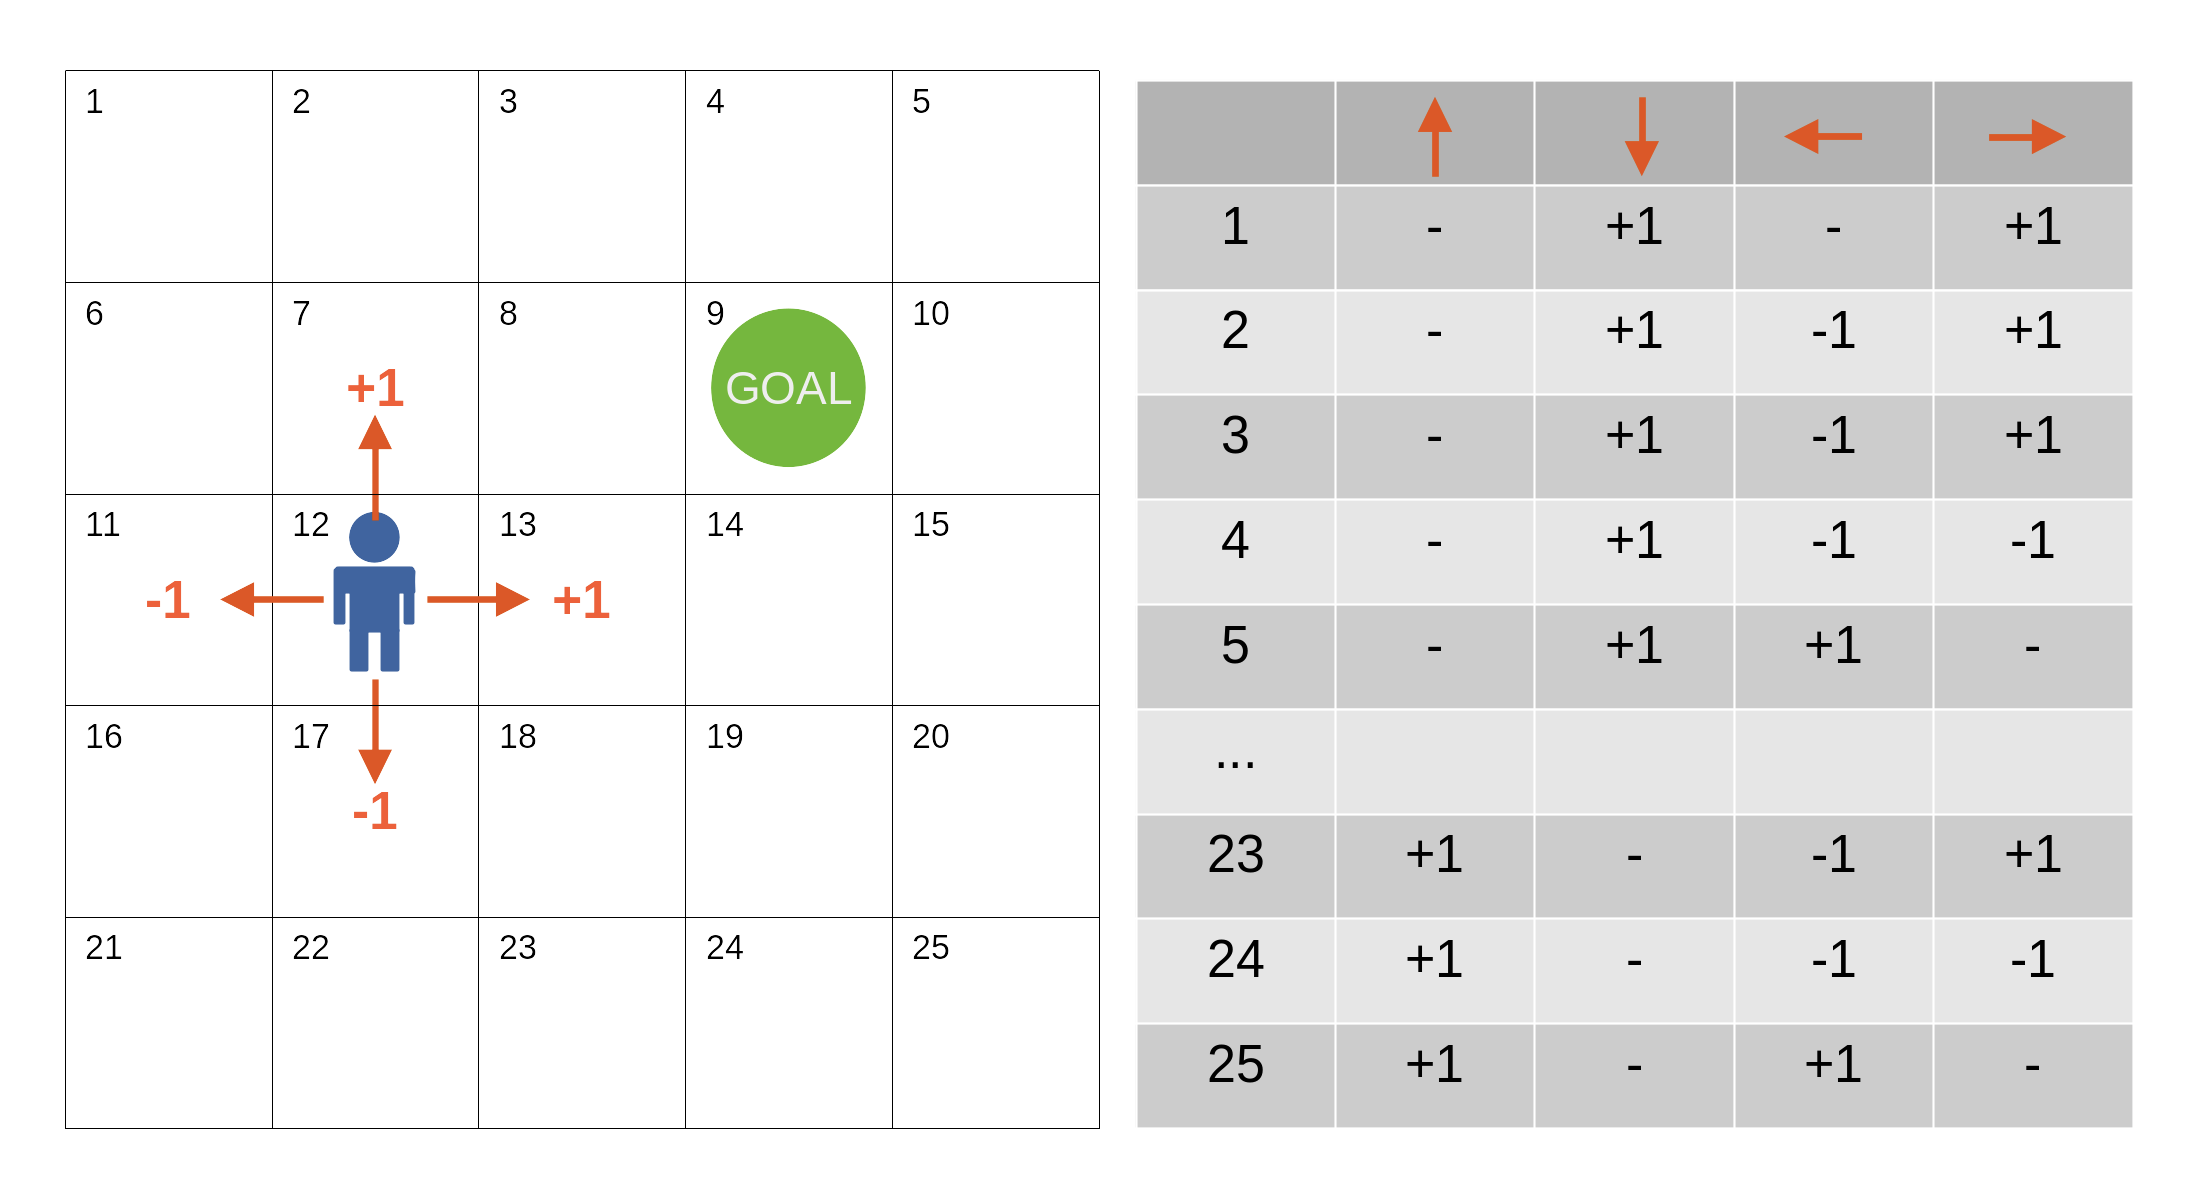 1 2 3 4 5
6 7 8 9 10
+1 GOAL
11 12 13 14 15
-1 +1
16 17 18 19 20
-1
21 22 23 24 25
1 - +1 - +1
2 - +1 -1 +1
3 - +1 -1 +1
4 - +1 -1 -1
5 - +1 +1 -
...
23 +1 - -1 +1
24 +1 - -1 -1
25 +1 - +1 -